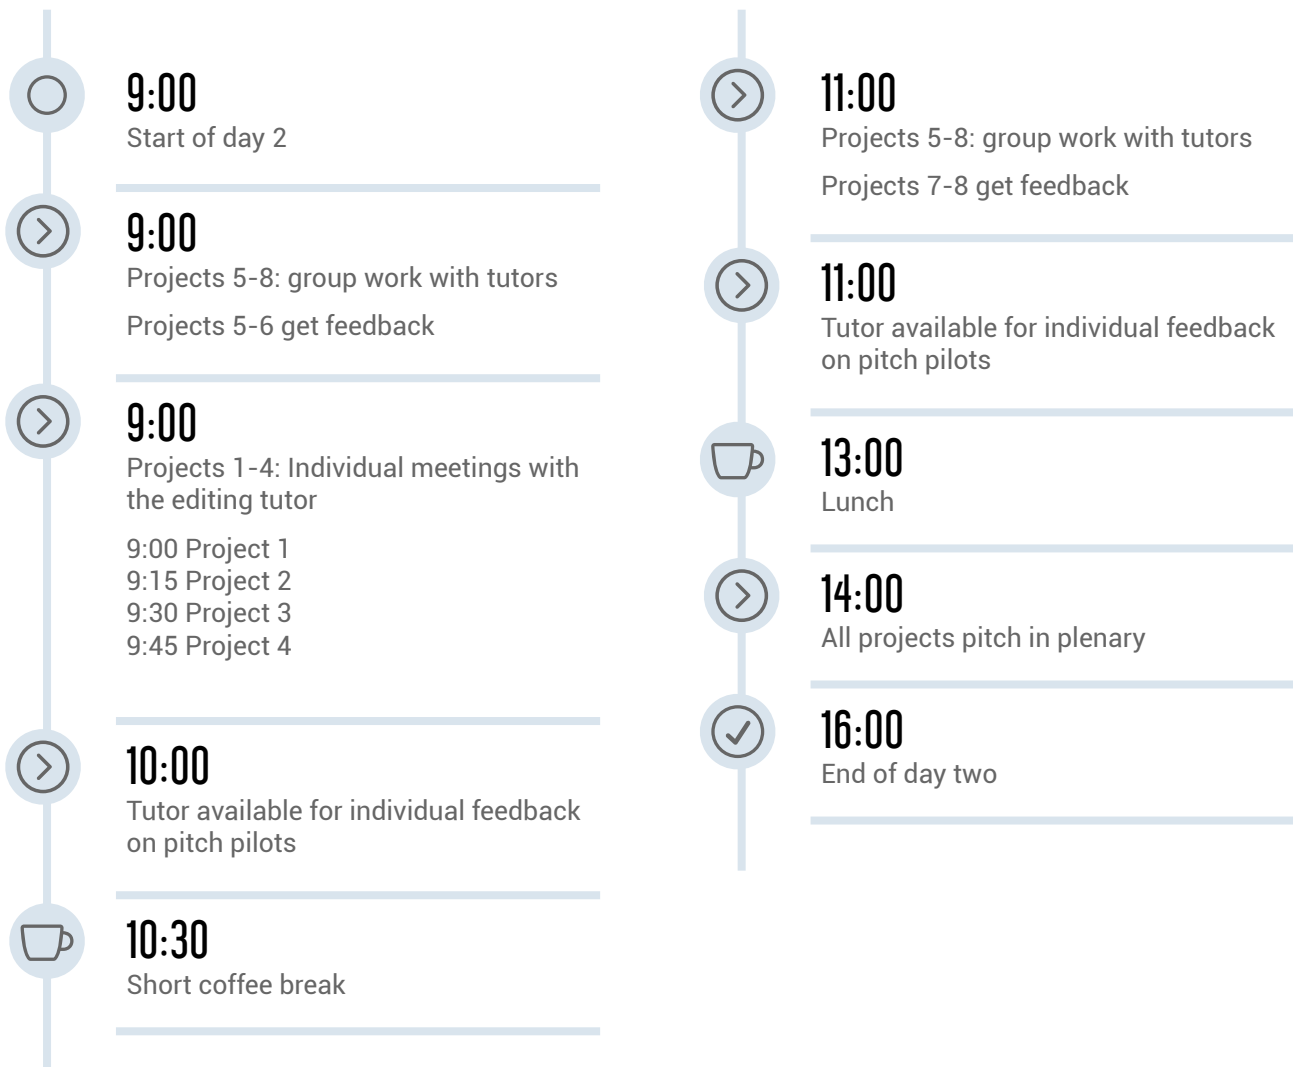 9:00
Start of day 2
9:00
Projects 5-8: group work with tutors
Projects 5-6 get feedback
9:00
Projects 1-4: Individual meetings with
the editing tutor
9:00 Project 1
9:15 Project 2
9:30 Project 3
9:45 Project 4
10:00
Tutor available for individual feedback
on pitch pilots
10:30
Short coffee break
11:00
Projects 5-8: group work with tutors
Projects 7-8 get feedback
11:00
Tutor available for individual feedback
on pitch pilots
13:00
Lunch
14:00
All projects pitch in plenary
16:00
End of day two